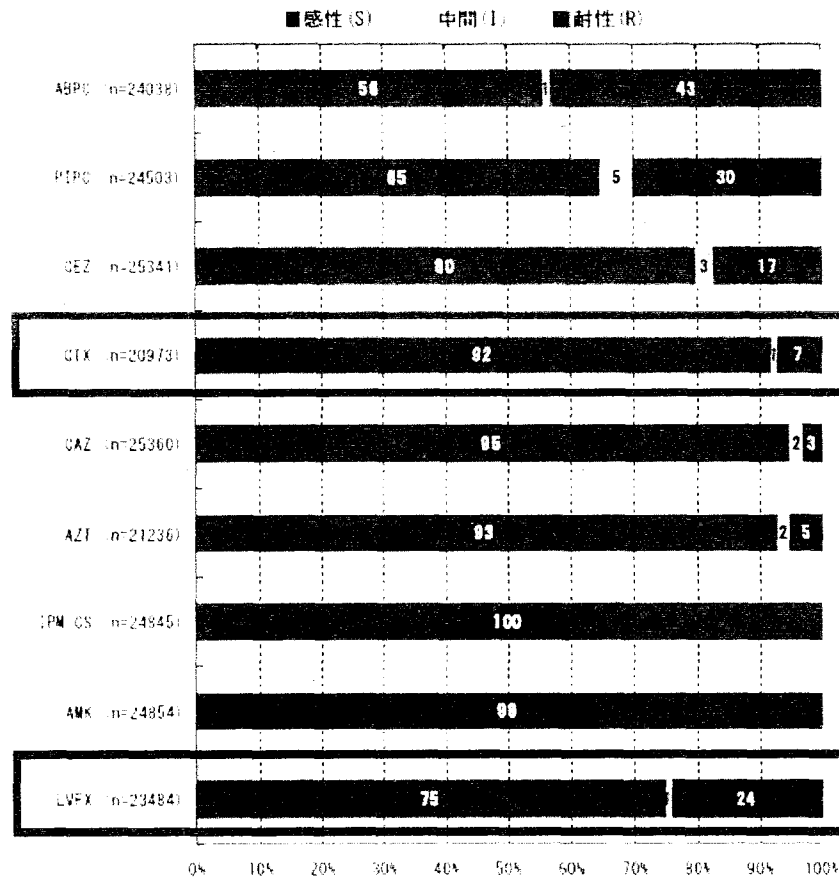 ■感性(S) 中間(I) ■耐性(R)
ABPC (n=24038) 56 1 43
PIPC (n=24503) 65 5 30
CEZ (n=25341) 80 3 17
CTX (n=20973) 92 1 7
CAZ (n=25360) 95 2 3
AZT (n=21236) 93 2 5
IPM CS (n=24845) 100
AMK (n=24854)
LVFX (n=23484) 75 1 24
0% 10% 20% 30% 40% 50% 60% 70% 80% 90% 100%